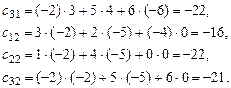 c₃₁ = (−2)·3+5·4+6·(−6) = −22,
c₁₂ = 3·(−2)+2·(−5)+(−4)·0 = −16,
c₂₂ = 1·(−2)+4·(−5)+0·0 = −22,
c₃₂ = (−2)·(−2)+5·(−5)+6·0 = −21.